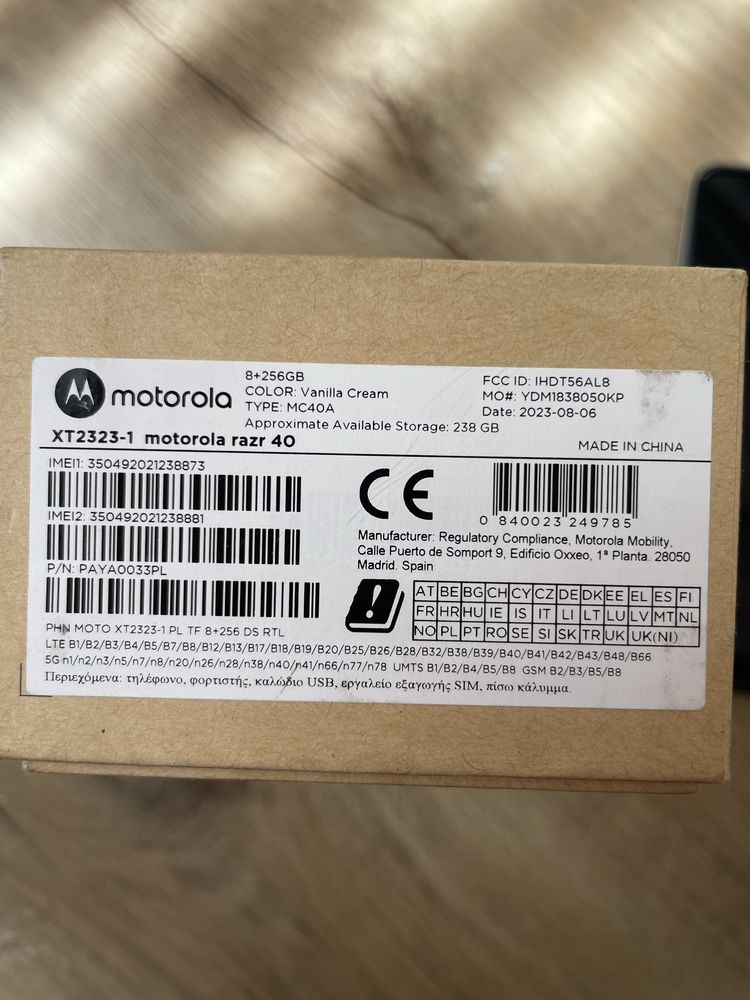 motorola
8+256GB
COLOR: Vanilla Cream
TYPE: MC40A
Approximate Available Storage: 238 GB
FCC ID: IHDT56AL8
MO#: YDM1838050KP
Date: 2023-08-06
XT2323-1 motorola razr 40
MADE IN CHINA
IMEI1: 350492021238873
IMEI2: 350492021238881
P/N: PAYA0033PL
CE
0 840023 249785
Manufacturer: Regulatory Compliance, Motorola Mobility,
Calle Puerto de Somport 9, Edificio Oxxeo, 1ª Planta. 28050
Madrid. Spain
AT BE BG CH CY CZ DE DK EE EL ES FI
FR HR HU IE IS IT LI LT LU LV MT NL
NO PL PT RO SE SI SK TR UK UK(NI)
PHN MOTO XT2323-1 PL TF 8+256 DS RTL
LTE B1/B2/B3/B4/B5/B7/B8/B12/B13/B17/B18/B19/B20/B25/B26/B28/B32/B38/B39/B40/B41/B42/B43/B48/B66
5G n1/n2/n3/n5/n7/n8/n20/n26/n28/n38/n40/n41/n66/n77/n78 UMTS B1/B2/B4/B5/B8 GSM B2/B3/B5/B8
Περιεχόμενα: τηλέφωνο, φορτιστής, καλώδιο USB, εργαλείο εξαγωγής SIM, πίσω κάλυμμα.